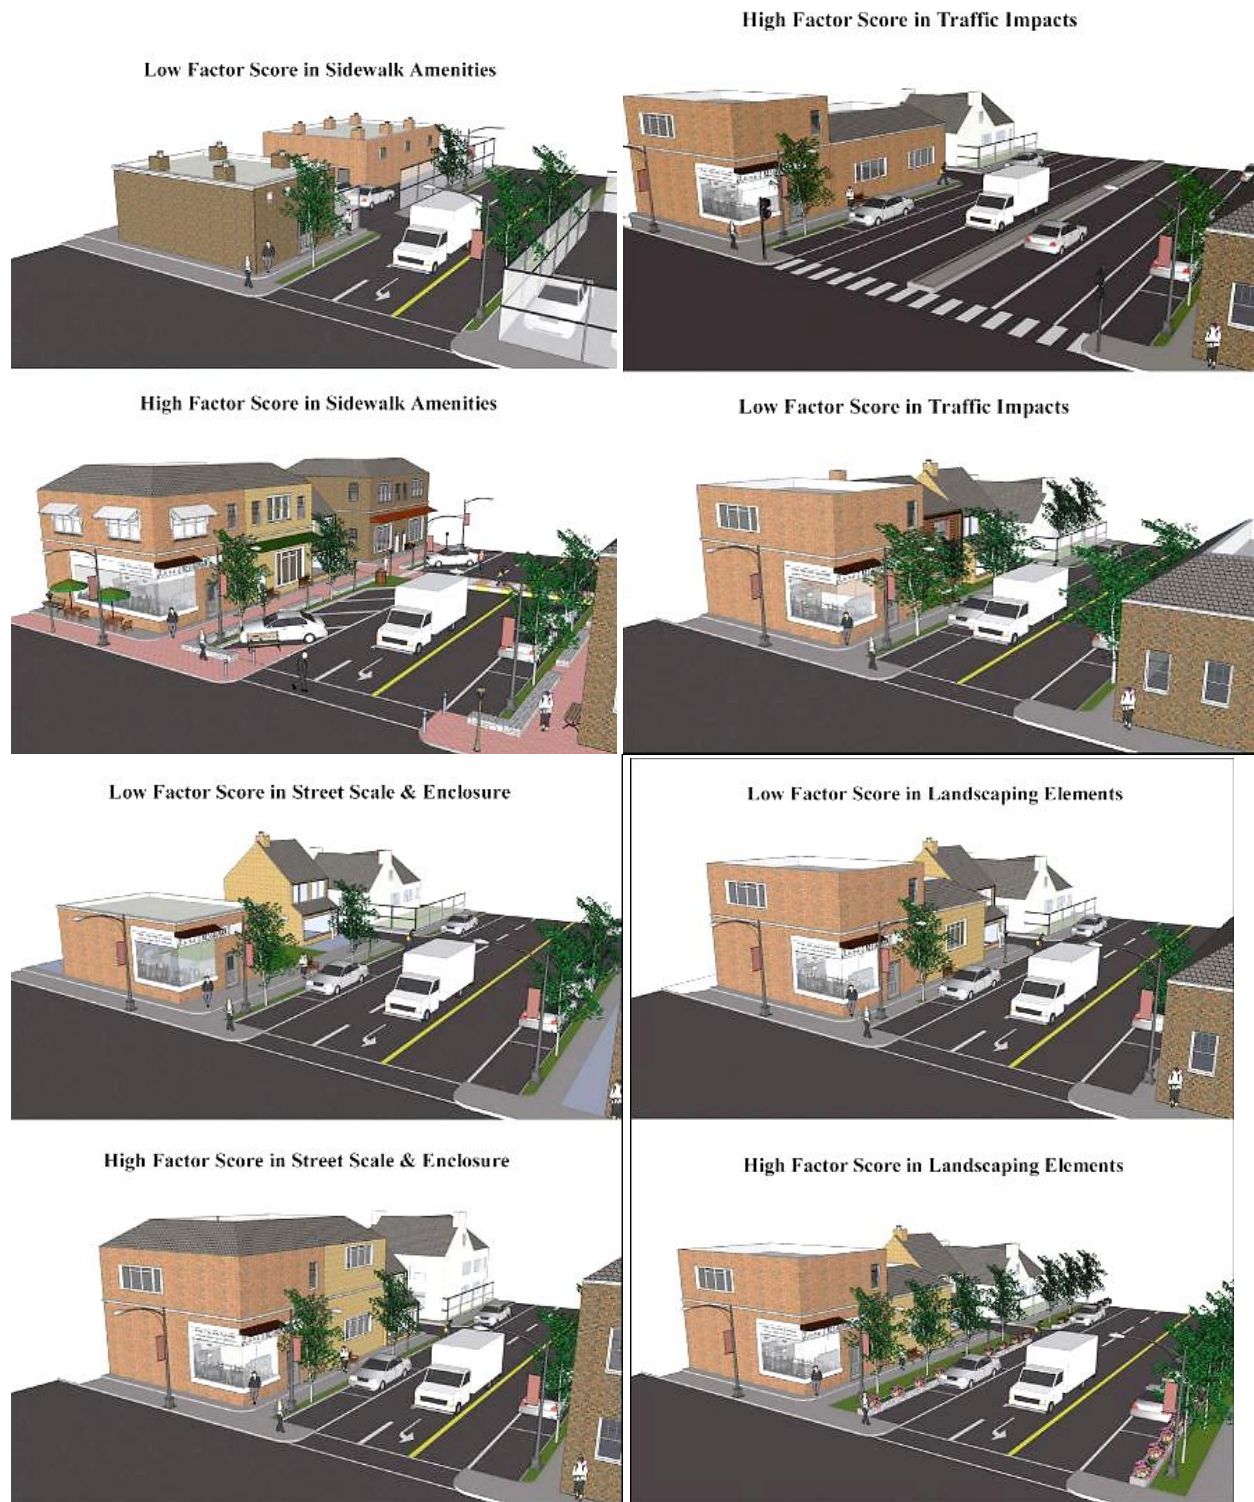 High Factor Score in Traffic Impacts
Low Factor Score in Sidewalk Amenities
High Factor Score in Sidewalk Amenities
Low Factor Score in Traffic Impacts
Low Factor Score in Street Scale & Enclosure
Low Factor Score in Landscaping Elements
High Factor Score in Street Scale & Enclosure
High Factor Score in Landscaping Elements